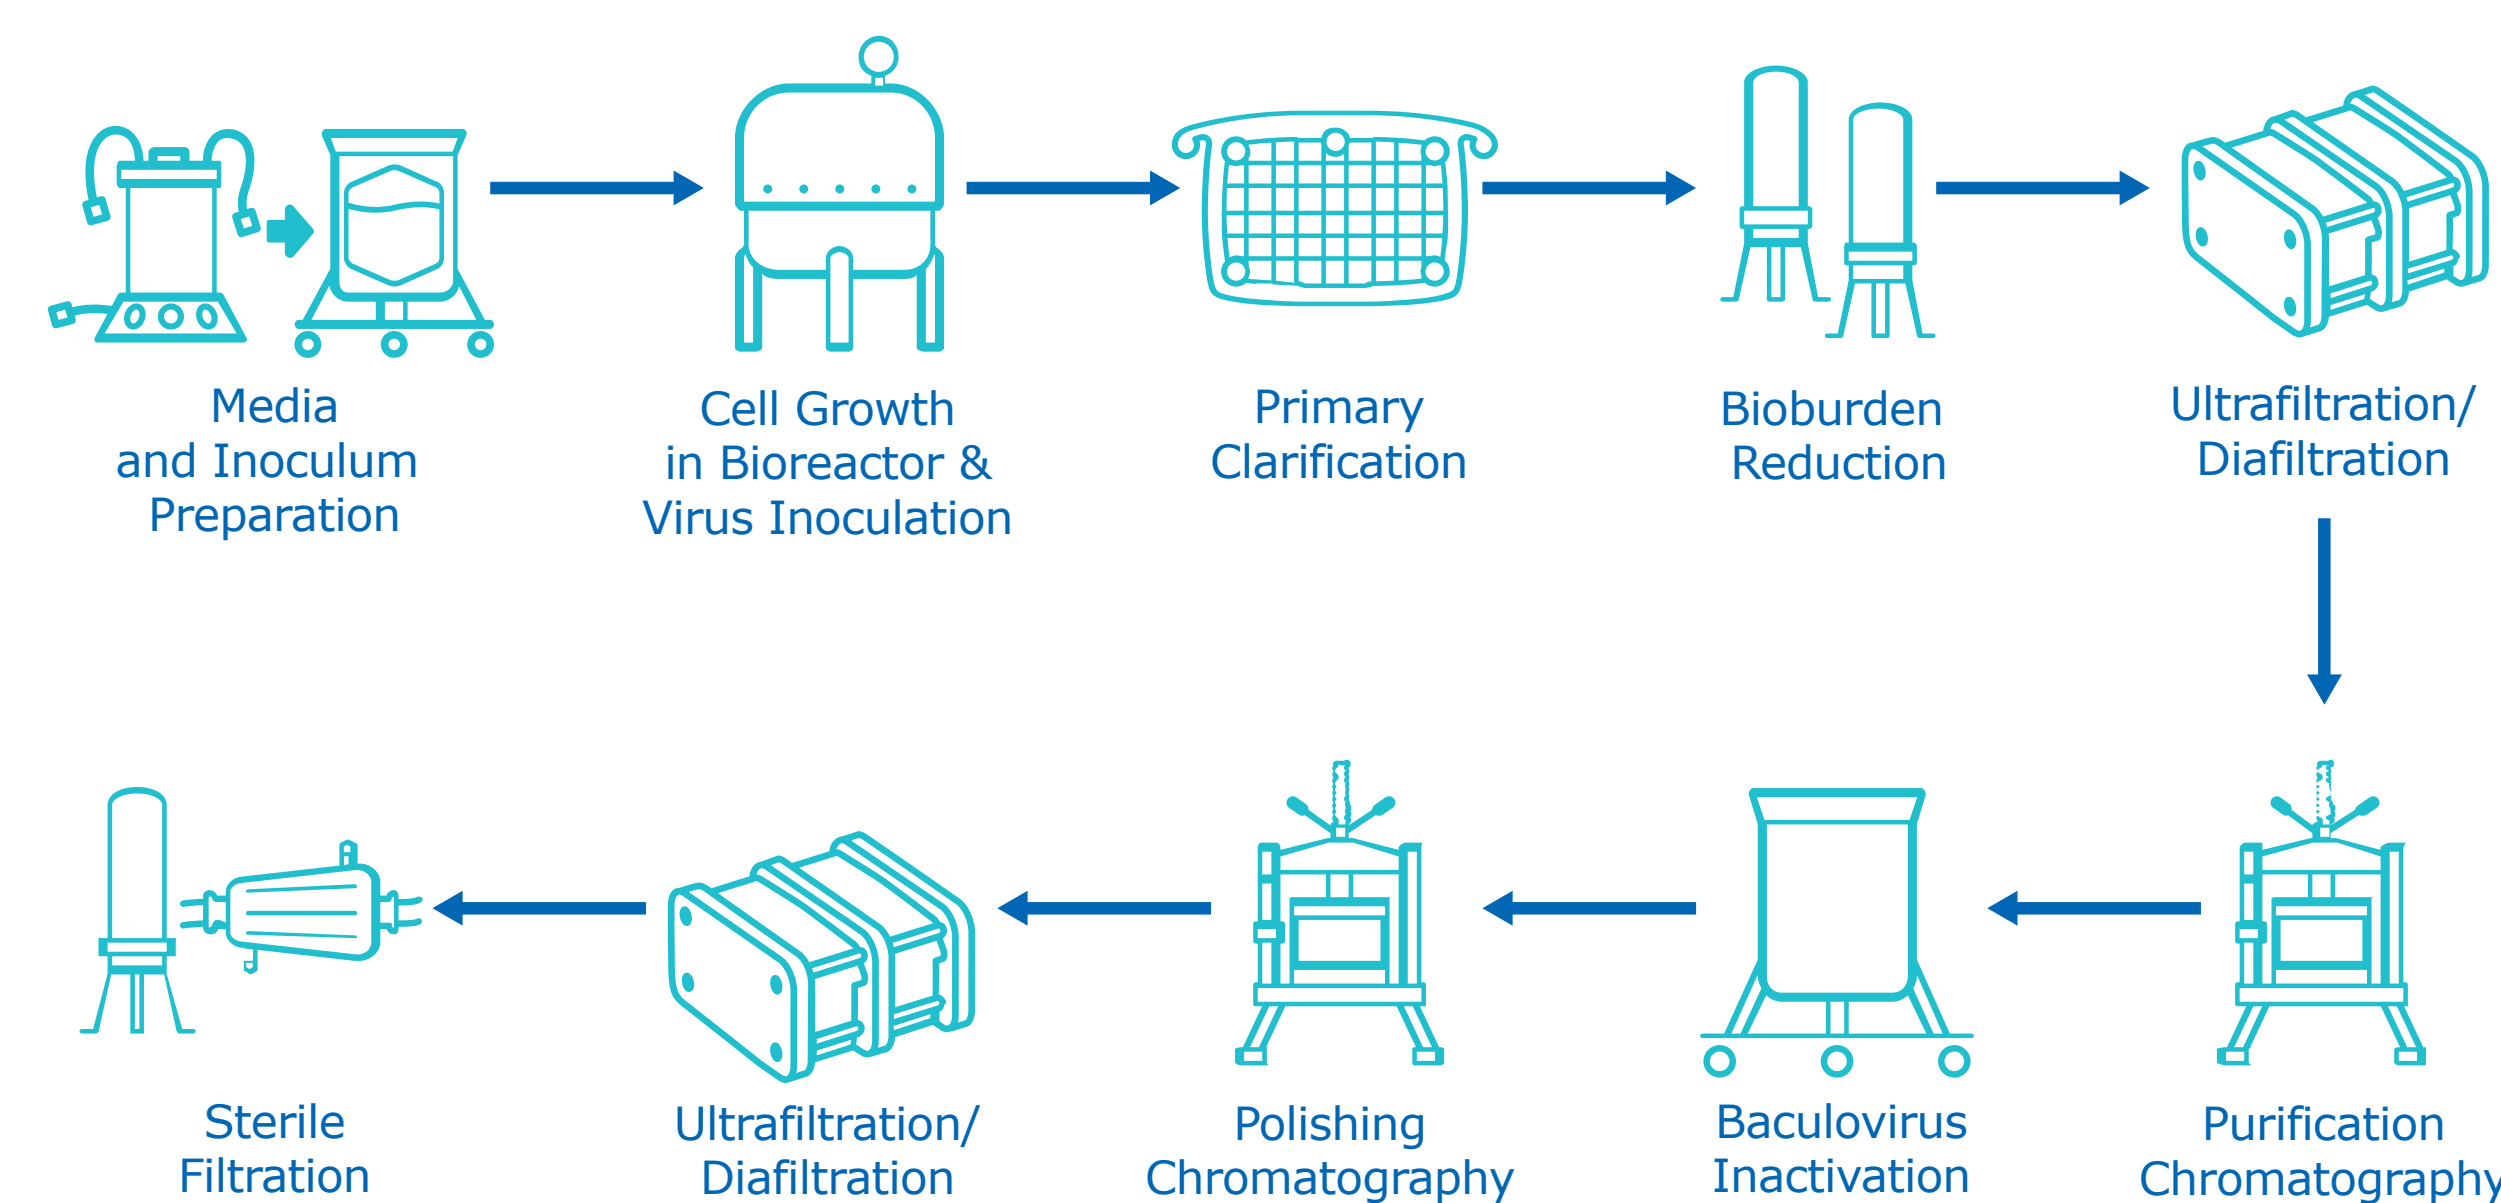 Media
and Inoculum
Preparation
Cell Growth
in Bioreactor &
Virus Inoculation
Primary
Clarification
Bioburden
Reduction
Ultrafiltration/
Diafiltration
Purification
Chromatography
Baculovirus
Inactivation
Polishing
Chromatography
Ultrafiltration/
Diafiltration
Sterile
Filtration